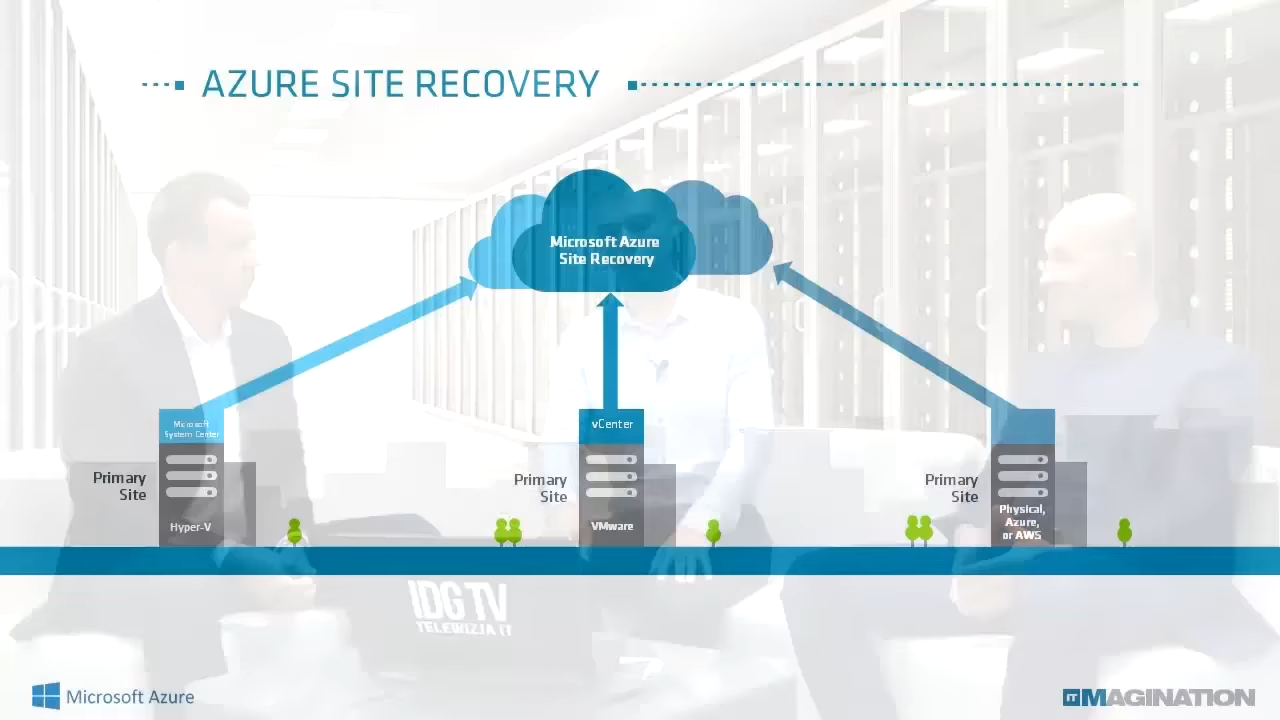 AZURE SITE RECOVERY
Microsoft Azure
Site Recovery
Microsoft
System Center
Primary
Site
Hyper-V
vCenter
Primary
Site
VMware
Primary
Site
Physical,
Azure,
or AWS
IDG TV
TELEWIZJA IT
Microsoft Azure
ITMAGINATION